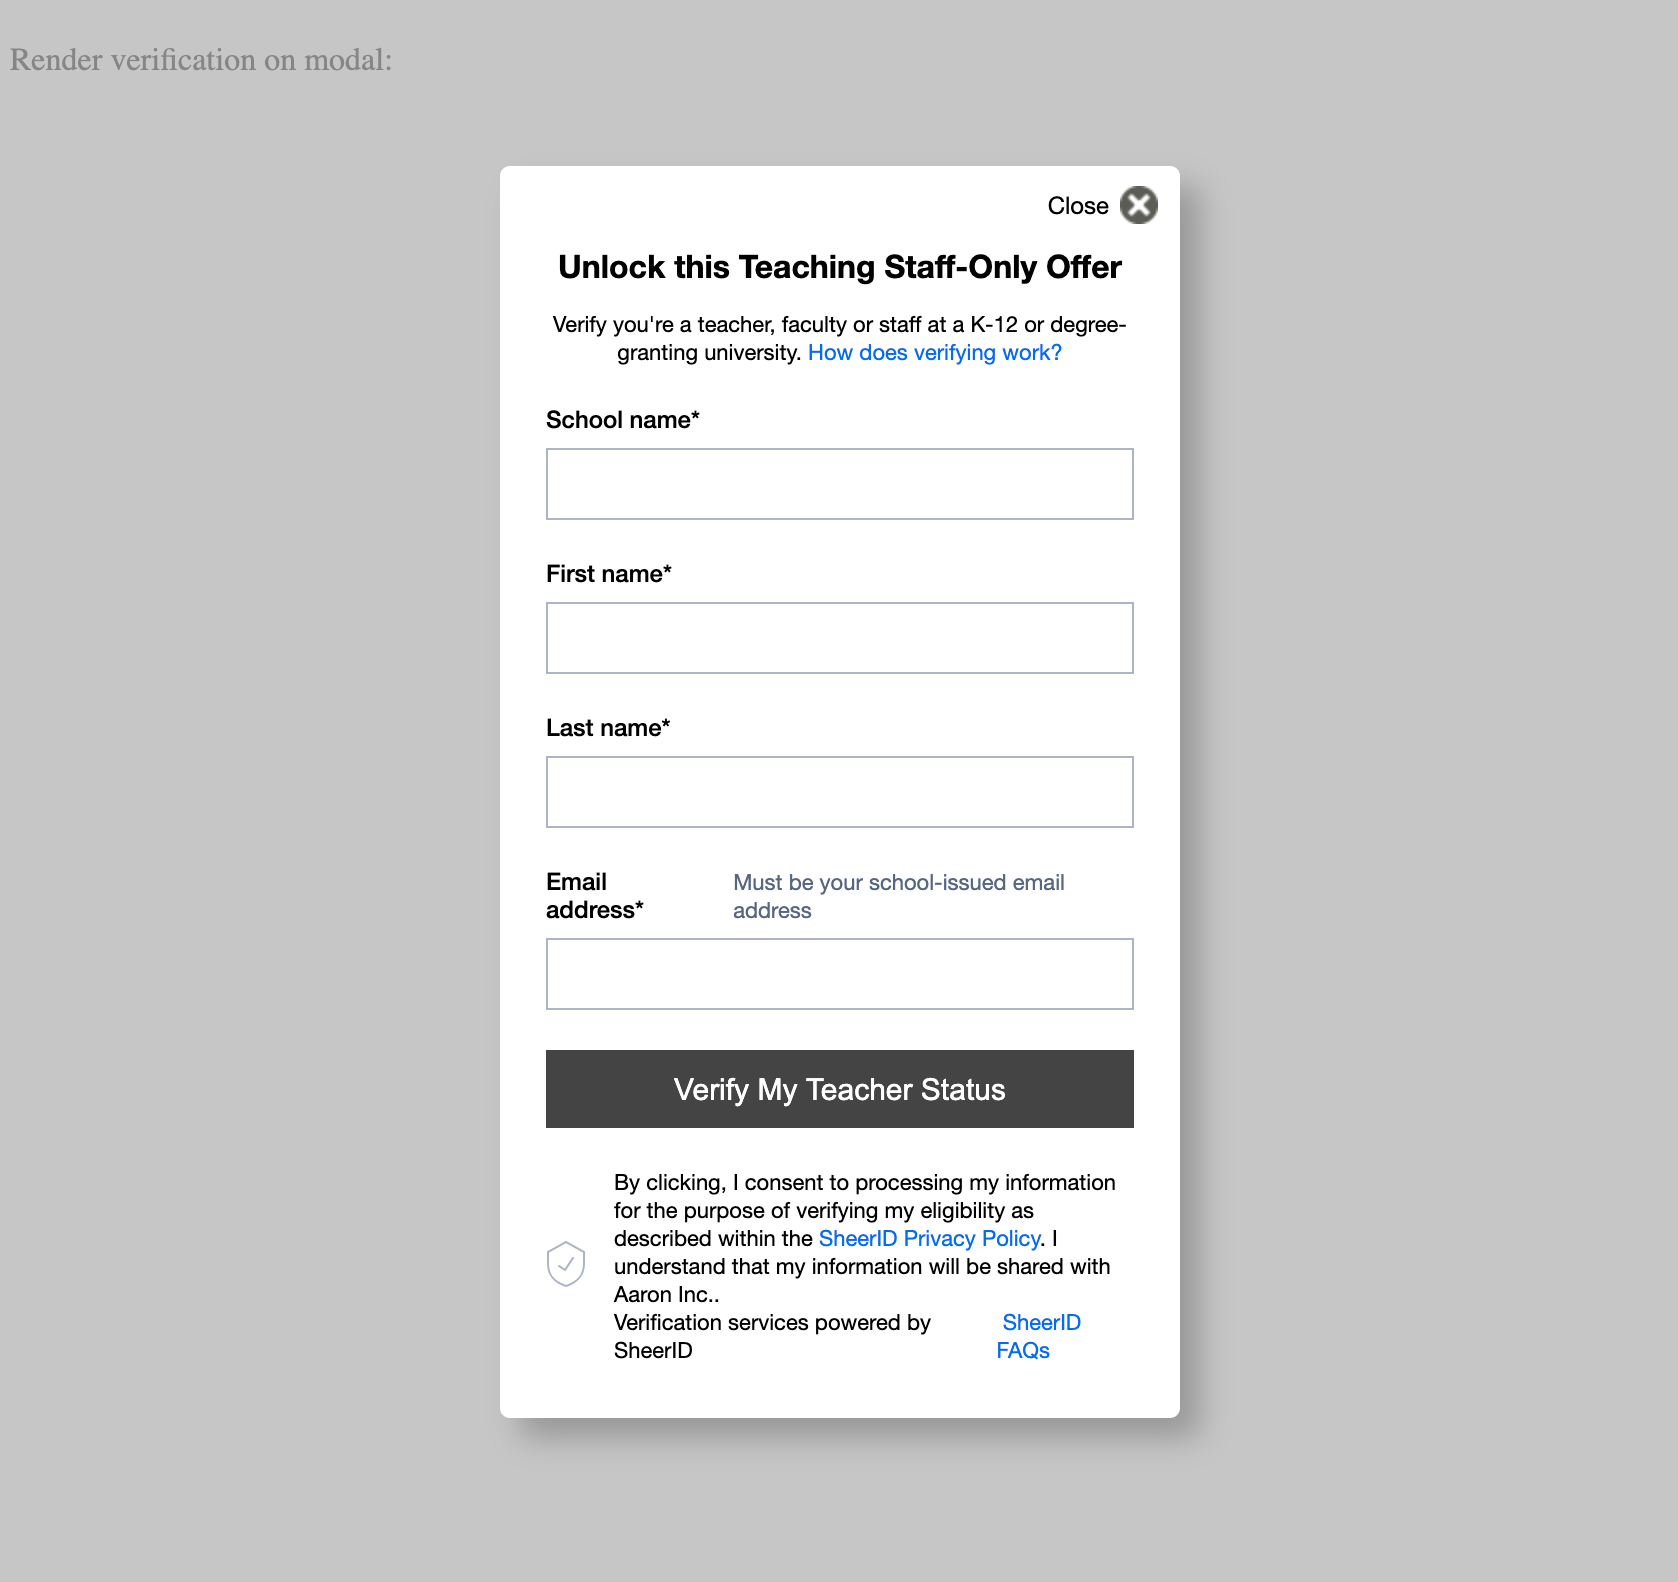 Render verification on modal:
Close
Unlock this Teaching Staff-Only Offer
Verify you're a teacher, faculty or staff at a K-12 or degree-
granting university. How does verifying work?
School name*
First name*
Last name*
Email
address*
Must be your school-issued email
address
Verify My Teacher Status
By clicking, I consent to processing my information
for the purpose of verifying my eligibility as
described within the SheerID Privacy Policy. I
understand that my information will be shared with
Aaron Inc..
Verification services powered by
SheerID
SheerID
FAQs